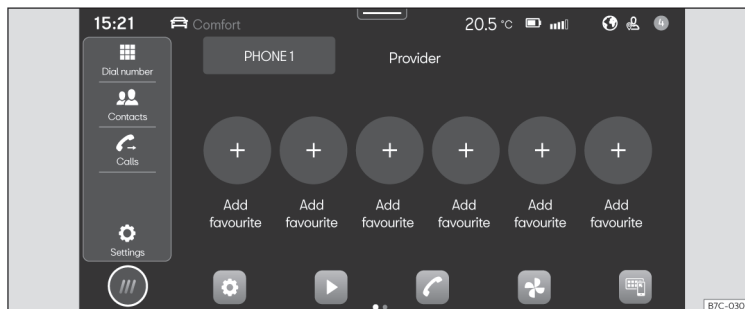 15:21 Comfort 20.5 °C 4
PHONE 1 Provider
Dial number
Contacts
Calls
Settings
+ + + + + +
Add favourite
Add favourite
Add favourite
Add favourite
Add favourite
Add favourite
B7C-030